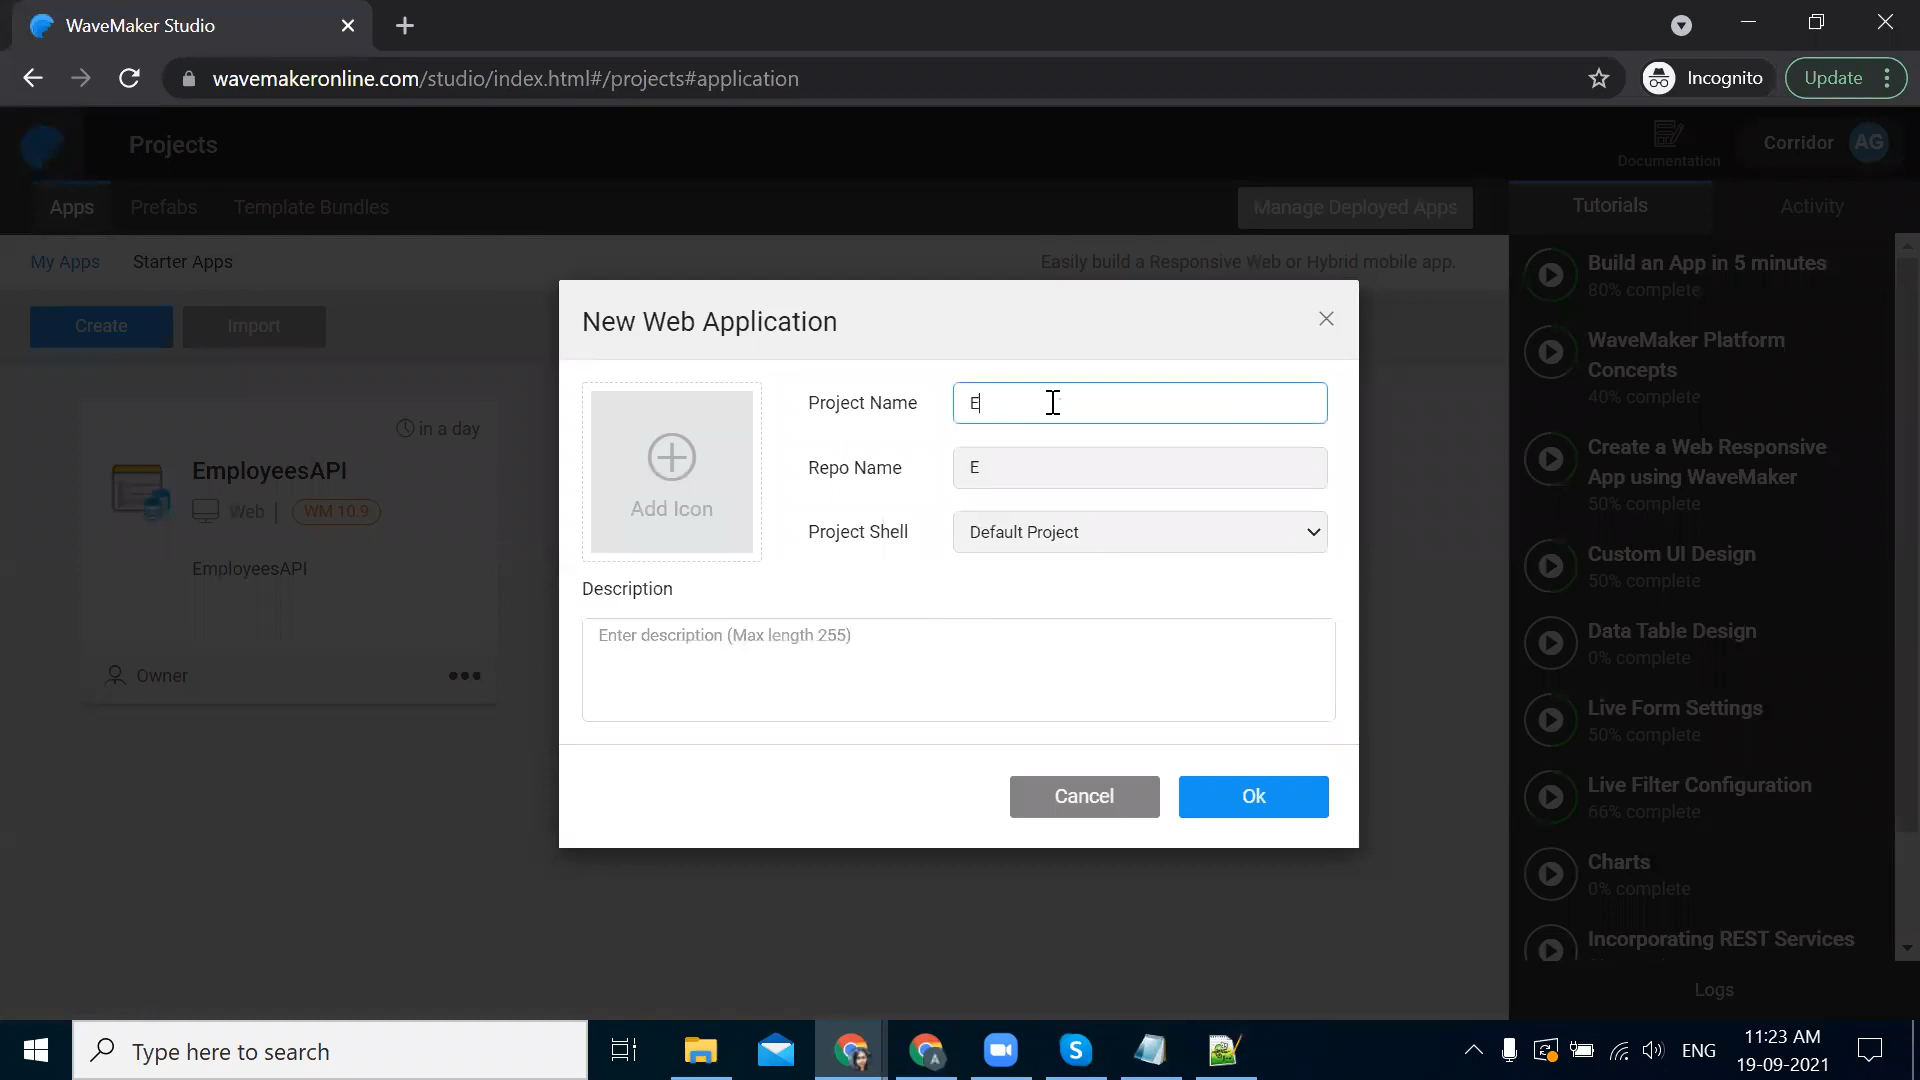 WaveMaker Studio
wavemakeronline.com/studio/index.html#/projects#application
Incognito
Update
Projects
Documentation
Corridor
AG
Apps
Prefabs
Template Bundles
Manage Deployed Apps
Tutorials
Activity
My Apps
Starter Apps
Easily build a Responsive Web or Hybrid mobile app.
Create
Import
in a day
EmployeesAPI
Web
WM 10.9
EmployeesAPI
Owner
New Web Application
Add Icon
Project Name
E
Repo Name
E
Project Shell
Default Project
Description
Enter description (Max length 255)
Cancel
Ok
Build an App in 5 minutes
80% complete
WaveMaker Platform
Concepts
40% complete
Create a Web Responsive
App using WaveMaker
50% complete
Custom UI Design
50% complete
Data Table Design
0% complete
Live Form Settings
50% complete
Live Filter Configuration
66% complete
Charts
0% complete
Incorporating REST Services
Logs
Type here to search
ENG
11:23 AM
19-09-2021